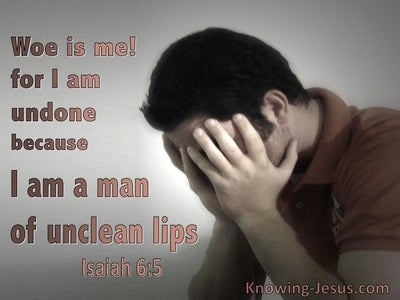 Woe is me!
for I am
undone
because
I am a man
of unclean lips
Isaiah 6:5
Knowing-Jesus.com